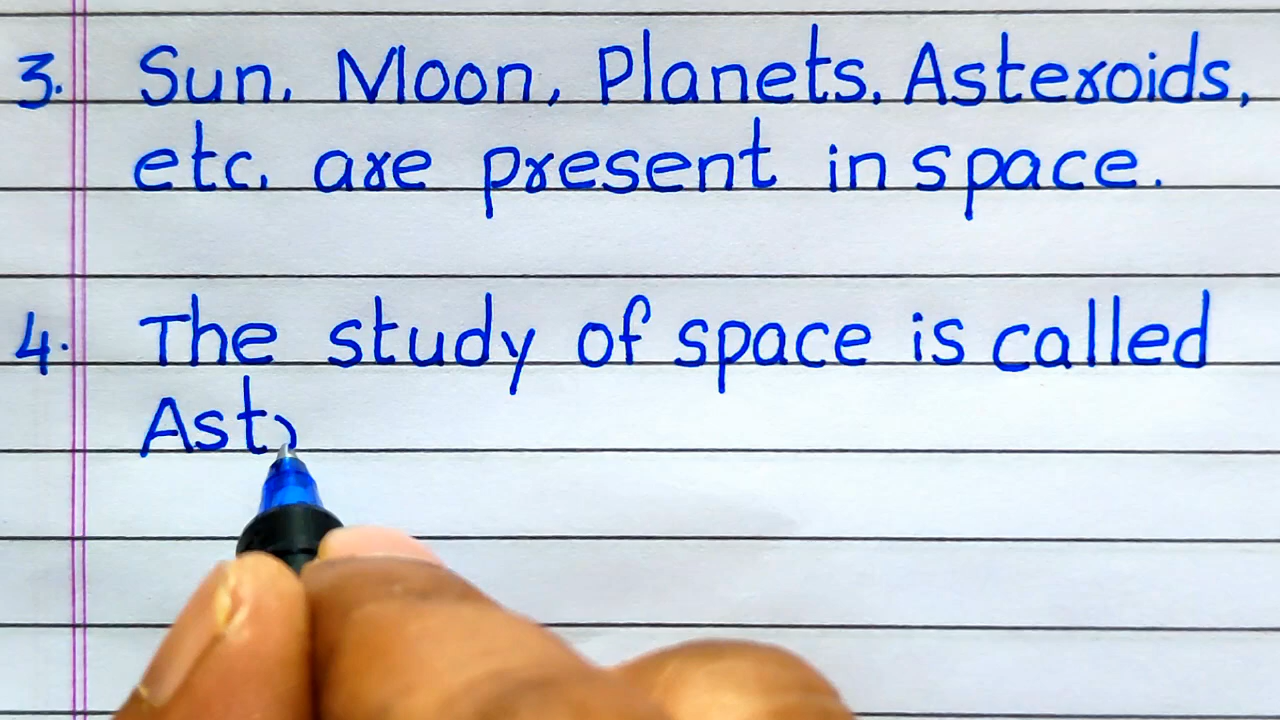 3. Sun, Moon, Planets, Asteroids,
etc. are present in space.
4. The study of space is called
Ast